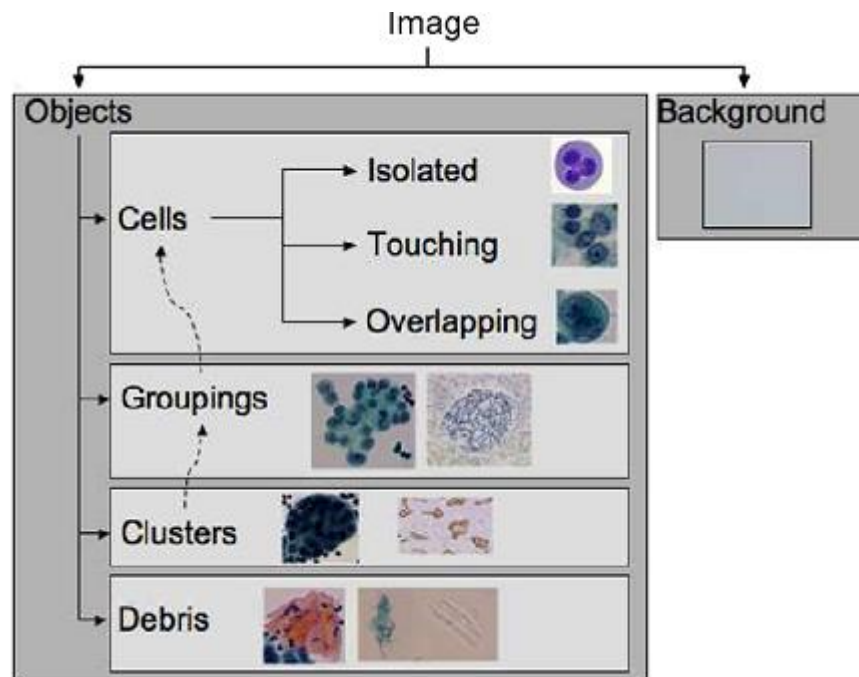 Image
Objects
Background
Isolated
Cells
Touching
Overlapping
Groupings
Clusters
Debris